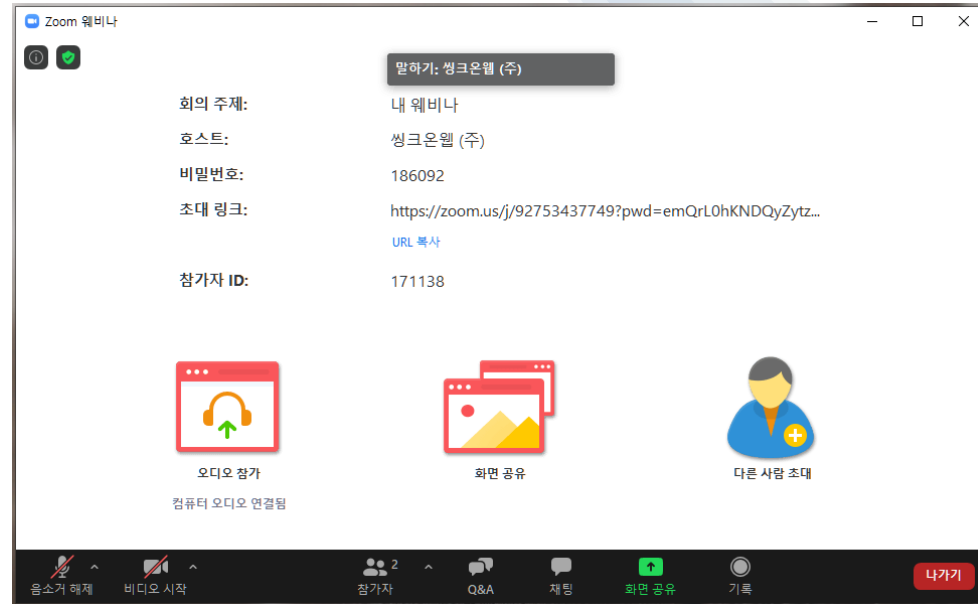 Zoom 웨비나
말하기: 씽크온웹 (주)
회의 주제: 내 웨비나
호스트: 씽크온웹 (주)
비밀번호: 186092
초대 링크: https://zoom.us/j/92753437749?pwd=emQrL0hKNDQyZytz...
URL 복사
참가자 ID: 171138
오디오 참가 화면 공유 다른 사람 초대
컴퓨터 오디오 연결됨
2
음소거 해제 비디오 시작 참가자 Q&A 채팅 화면 공유 기록 나가기